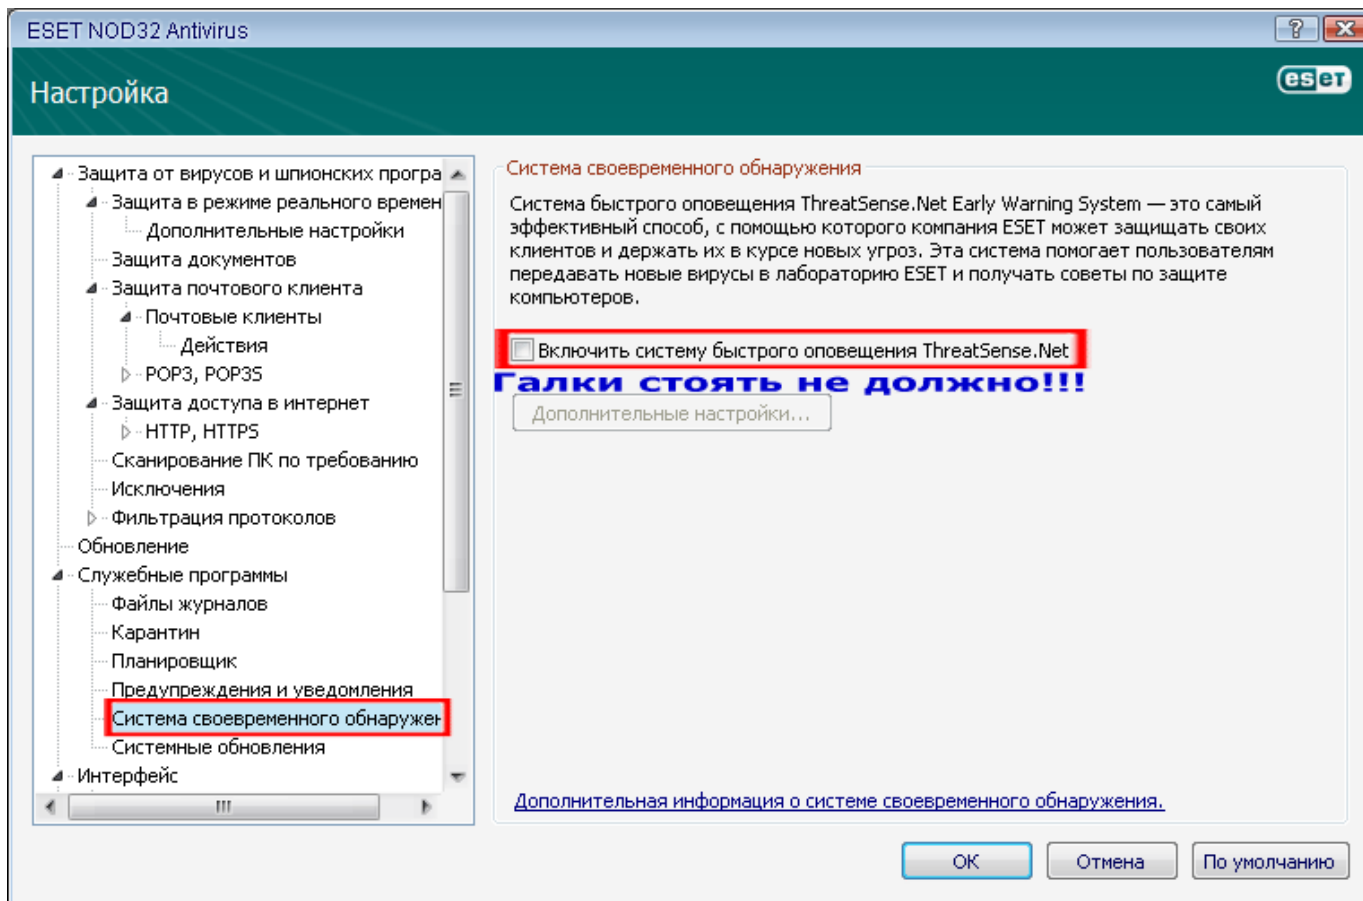 ESET NOD32 Antivirus
Настройка
eset
Защита от вирусов и шпионских програ
Защита в режиме реального времен
Дополнительные настройки
Защита документов
Защита почтового клиента
Почтовые клиенты
Действия
POP3, POP3S
Защита доступа в интернет
HTTP, HTTPS
Сканирование ПК по требованию
Исключения
Фильтрация протоколов
Обновление
Служебные программы
Файлы журналов
Карантин
Планировщик
Предупреждения и уведомления
Система своевременного обнаружен
Системные обновления
Интерфейс
Система своевременного обнаружения
Система быстрого оповещения ThreatSense.Net Early Warning System — это самый
эффективный способ, с помощью которого компания ESET может защищать своих
клиентов и держать их в курсе новых угроз. Эта система помогает пользователям
передавать новые вирусы в лабораторию ESET и получать советы по защите
компьютеров.
Включить систему быстрого оповещения ThreatSense.Net
Галки стоять не должно!!!
Дополнительные настройки...
Дополнительная информация о системе своевременного обнаружения.
ОК
Отмена
По умолчанию